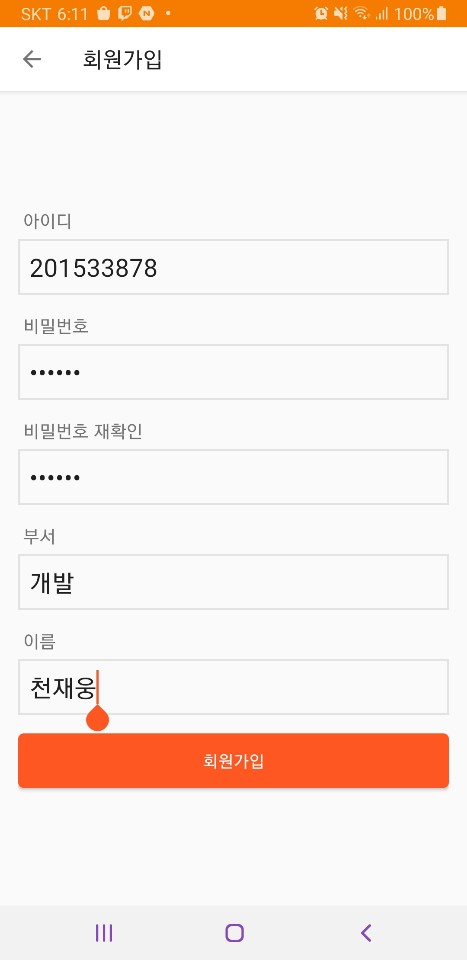 SKT 6:11 100%
회원가입
아이디
201533878
비밀번호
••••••
비밀번호 재확인
••••••
부서
개발
이름
천재웅
회원가입